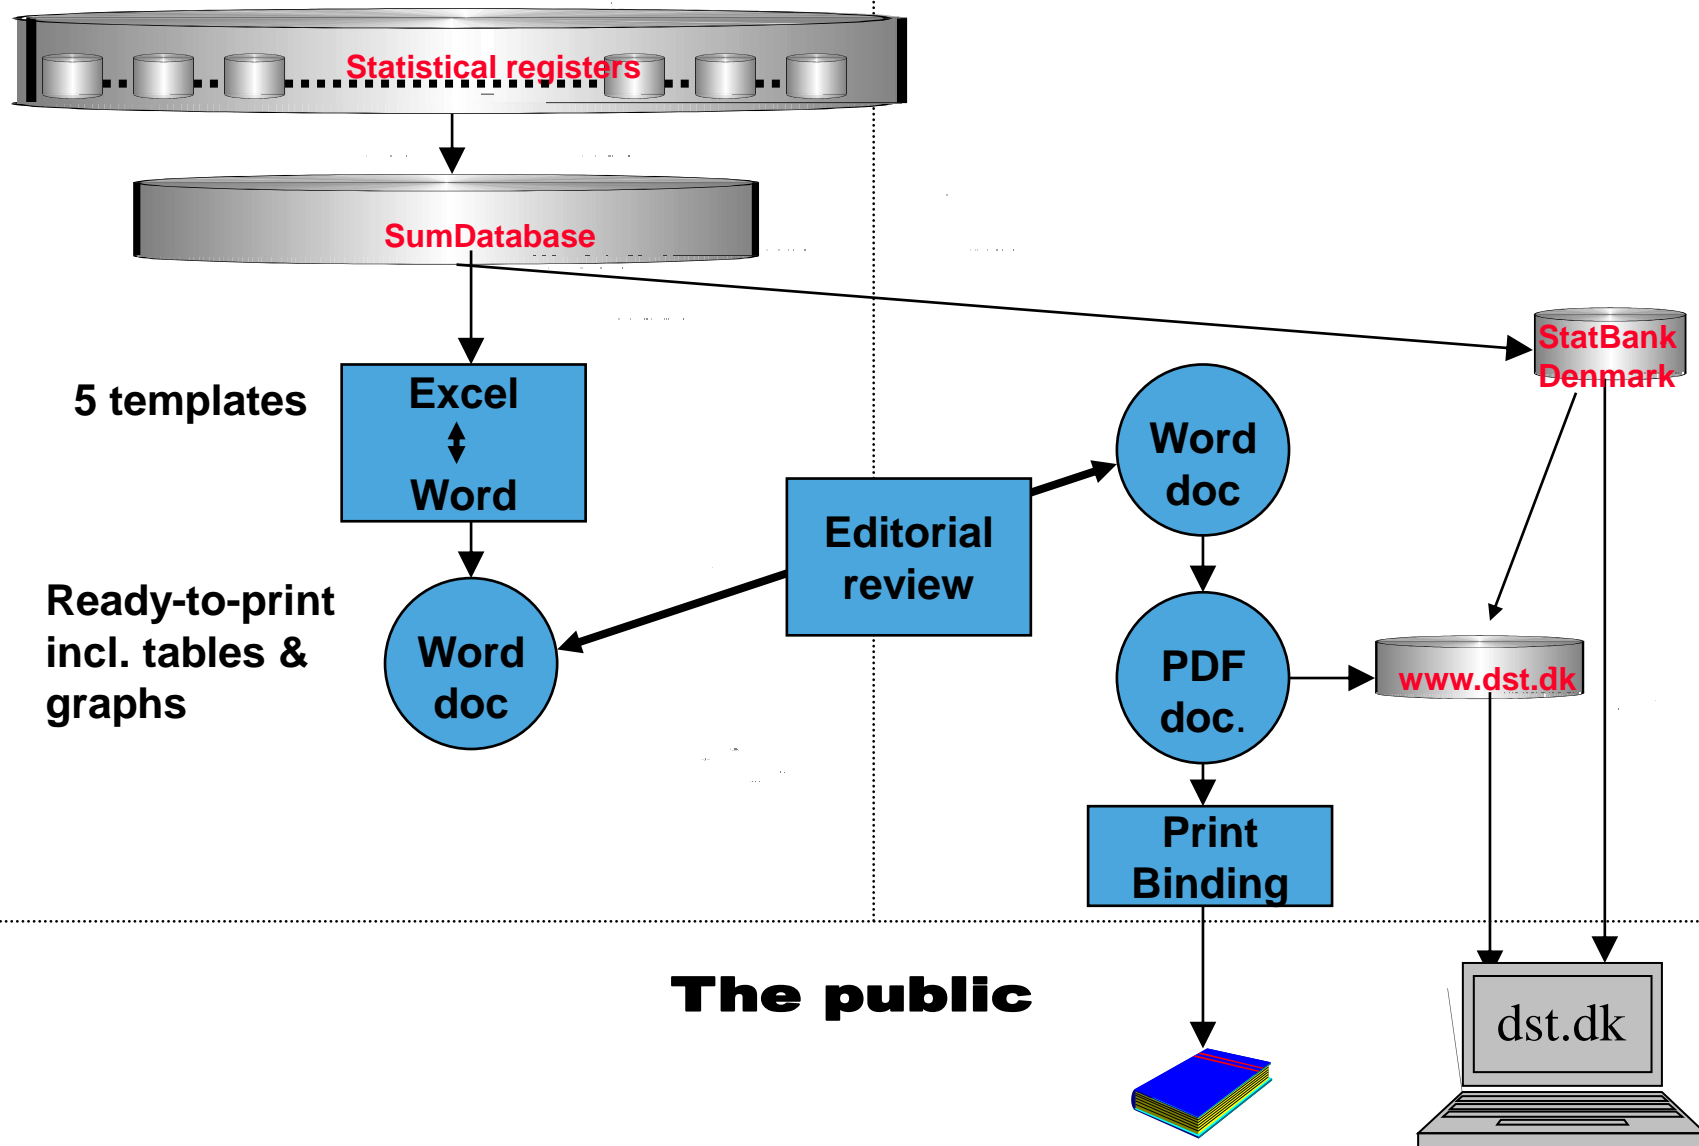 Statistical registers
SumDatabase
StatBank
Denmark
5 templates
Excel
Word
Word
doc
Editorial
review
Ready-to-print
incl. tables &
graphs
Word
doc
PDF
doc.
www.dst.dk
Print
Binding
The public
dst.dk